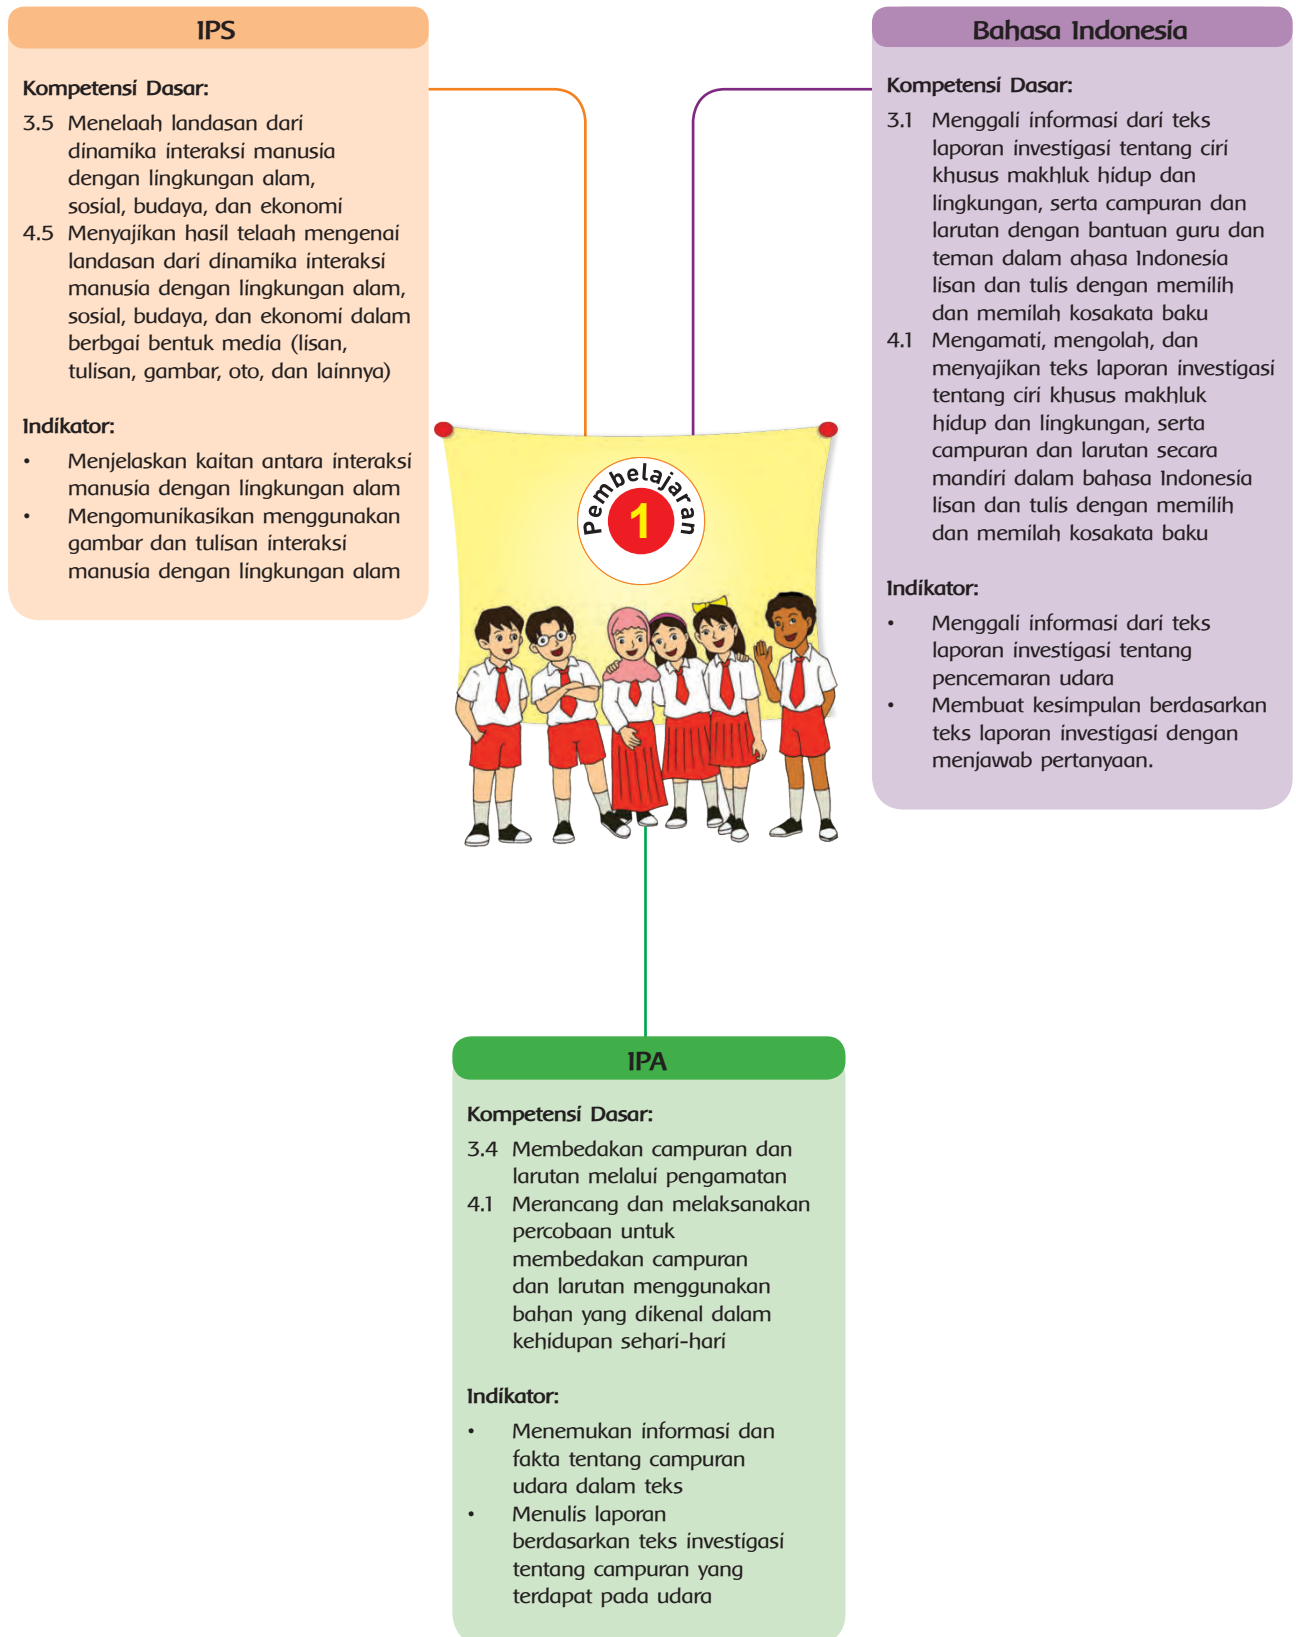 IPS
Kompetensi Dasar:
3.5 Menelaah landasan dari
dinamika interaksi manusia
dengan lingkungan alam,
sosial, budaya, dan ekonomi
4.5 Menyajikan hasil telaah mengenai
landasan dari dinamika interaksi
manusia dengan lingkungan alam,
sosial, budaya, dan ekonomi dalam
berbgai bentuk media (lisan,
tulisan, gambar, oto, dan lainnya)
Indikator:
• Menjelaskan kaitan antara interaksi
manusia dengan lingkungan alam
• Mengomunikasikan menggunakan
gambar dan tulisan interaksi
manusia dengan lingkungan alam
Bahasa Indonesia
Kompetensi Dasar:
3.1 Menggali informasi dari teks
laporan investigasi tentang ciri
khusus makhluk hidup dan
lingkungan, serta campuran dan
larutan dengan bantuan guru dan
teman dalam ahasa Indonesia
lisan dan tulis dengan memilih
dan memilah kosakata baku
4.1 Mengamati, mengolah, dan
menyajikan teks laporan investigasi
tentang ciri khusus makhluk
hidup dan lingkungan, serta
campuran dan larutan secara
mandiri dalam bahasa Indonesia
lisan dan tulis dengan memilih
dan memilah kosakata baku
Indikator:
• Menggali informasi dari teks
laporan investigasi tentang
pencemaran udara
• Membuat kesimpulan berdasarkan
teks laporan investigasi dengan
menjawab pertanyaan.
Pembelajaran
1
IPA
Kompetensi Dasar:
3.4 Membedakan campuran dan
larutan melalui pengamatan
4.1 Merancang dan melaksanakan
percobaan untuk
membedakan campuran
dan larutan menggunakan
bahan yang dikenal dalam
kehidupan sehari-hari
Indikator:
• Menemukan informasi dan
fakta tentang campuran
udara dalam teks
• Menulis laporan
berdasarkan teks investigasi
tentang campuran yang
terdapat pada udara